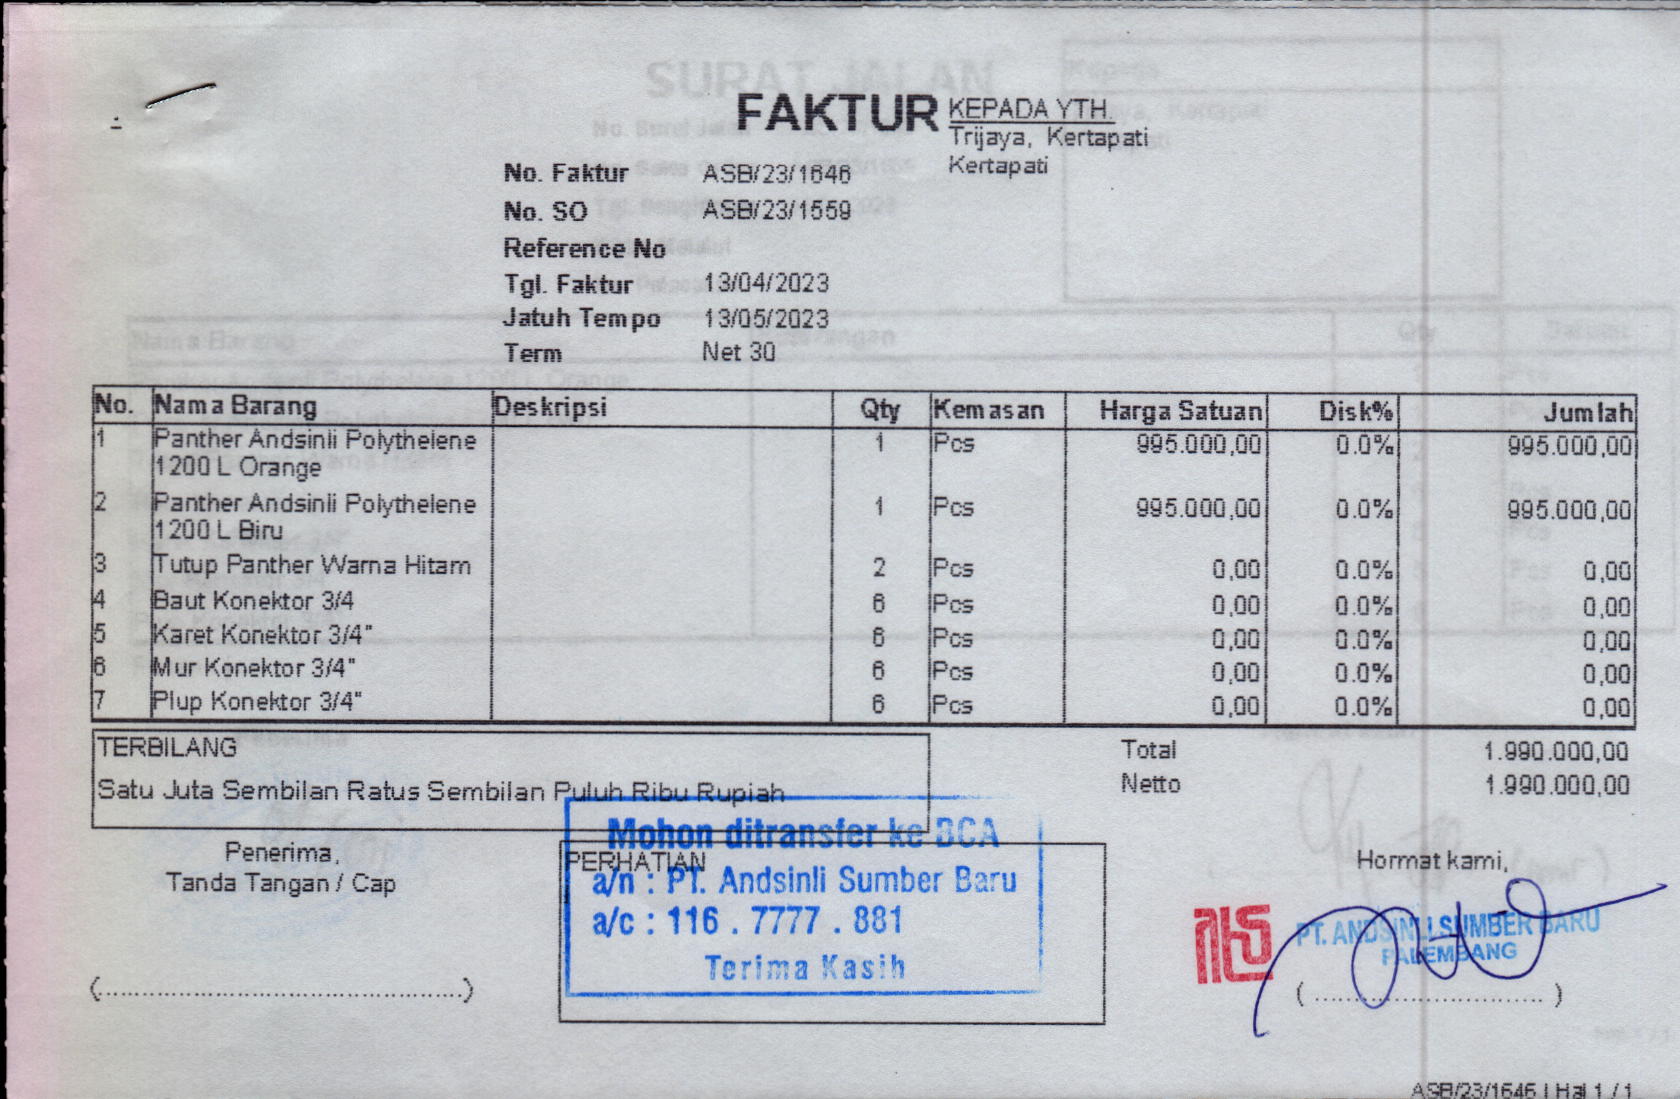 FAKTUR
KEPADA YTH.
Trijaya, Kertapati
Kertapati
No. Faktur ASB/23/1646
No. SO ASB/23/1559
Reference No
Tgl. Faktur 13/04/2023
Jatuh Tempo 13/05/2023
Term Net 30
No. Nama Barang Deskripsi Qty Kemasan Harga Satuan Disk% Jumlah
1 Panther Andsinli Polythelene 1 Pcs 995.000,00 0.0% 995.000,00
1200 L Orange
2 Panther Andsinli Polythelene 1 Pcs 995.000,00 0.0% 995.000,00
1200 L Biru
3 Tutup Panther Warna Hitam 2 Pcs 0,00 0.0% 0,00
4 Baut Konektor 3/4 6 Pcs 0,00 0.0% 0,00
5 Karet Konektor 3/4" 6 Pcs 0,00 0.0% 0,00
6 Mur Konektor 3/4" 6 Pcs 0,00 0.0% 0,00
7 Plup Konektor 3/4" 6 Pcs 0,00 0.0% 0,00
TERBILANG
Satu Juta Sembilan Ratus Sembilan Puluh Ribu Rupiah
Total 1.990.000,00
Netto 1.990.000,00
Penerima,
Tanda Tangan / Cap
PERHATIAN
Mohon ditransfer ke BCA
a/n : PT. Andsinli Sumber Baru
a/c : 116 . 7777 . 881
Terima Kasih
Hormat kami,
PT. ANDSINLI SUMBER BARU
PALEMBANG
ASB/23/1646 | Hal 1 / 1
SURAT JALAN